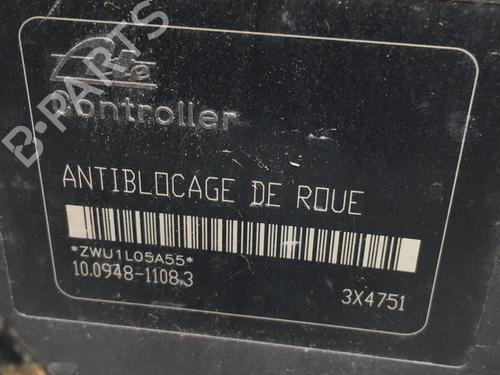 Controller
ANTIBLOCAGE DE ROUE
*ZWU1L05A55*
10.0948-1108.3
3X4751
B-PARTS